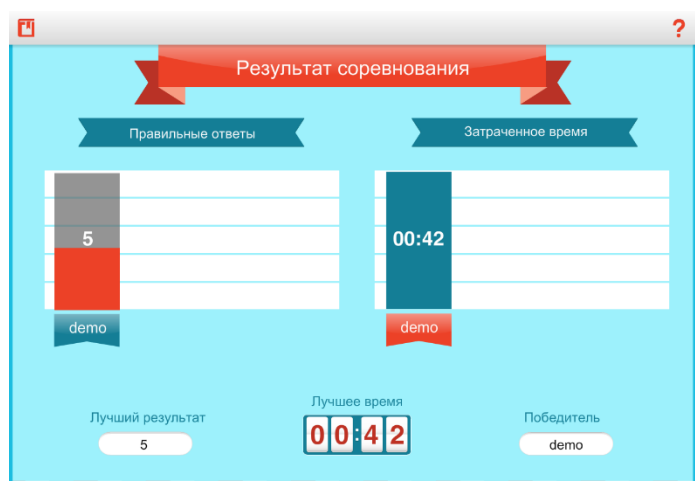 ?
Результат соревнования
Правильные ответы
Затраченное время
5
00:42
demo
demo
Лучшее время
Лучший результат
Победитель
00:42
5
demo